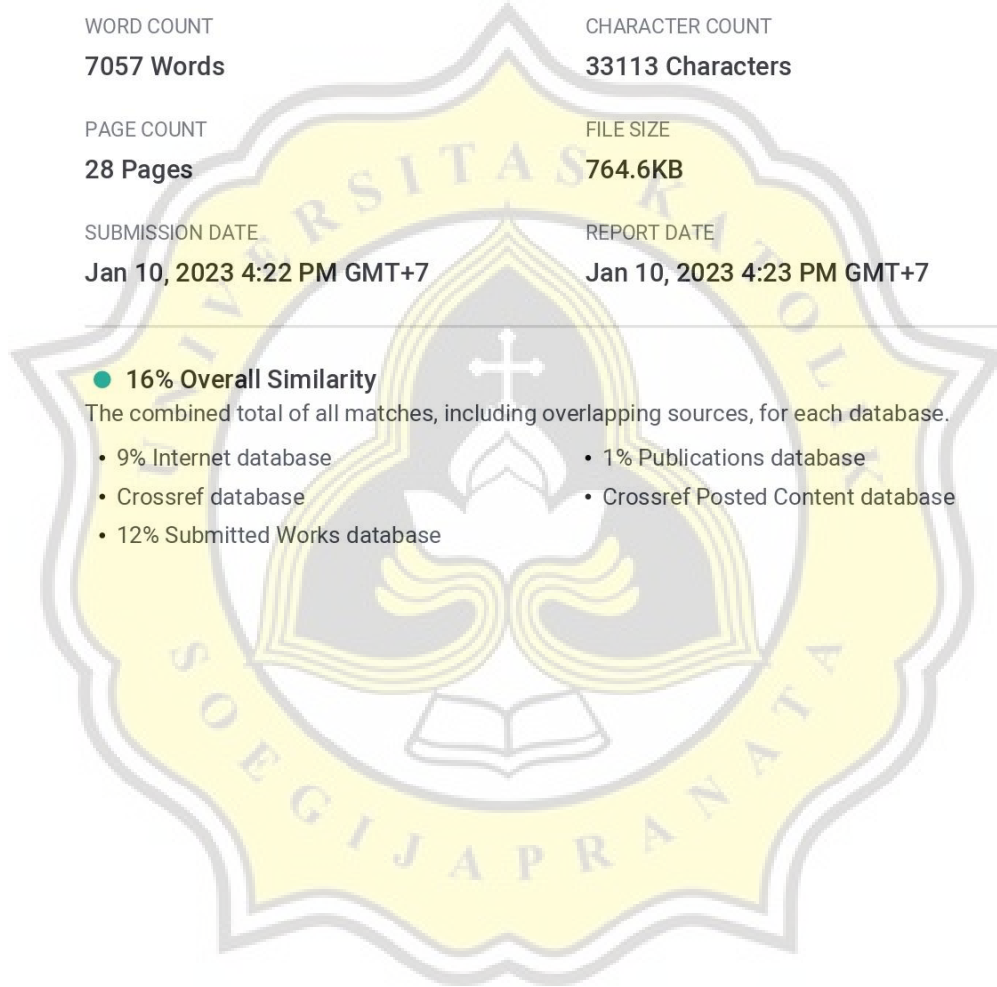 WORD COUNT
7057 Words
CHARACTER COUNT
33113 Characters
PAGE COUNT
28 Pages
FILE SIZE
764.6KB
SUBMISSION DATE
Jan 10, 2023 4:22 PM GMT+7
REPORT DATE
Jan 10, 2023 4:23 PM GMT+7
16% Overall Similarity
The combined total of all matches, including overlapping sources, for each database.
• 9% Internet database
• 1% Publications database
• Crossref database
• Crossref Posted Content database
• 12% Submitted Works database
UNIVERSITAS KATOLIK
SOEGIJAPRANATA